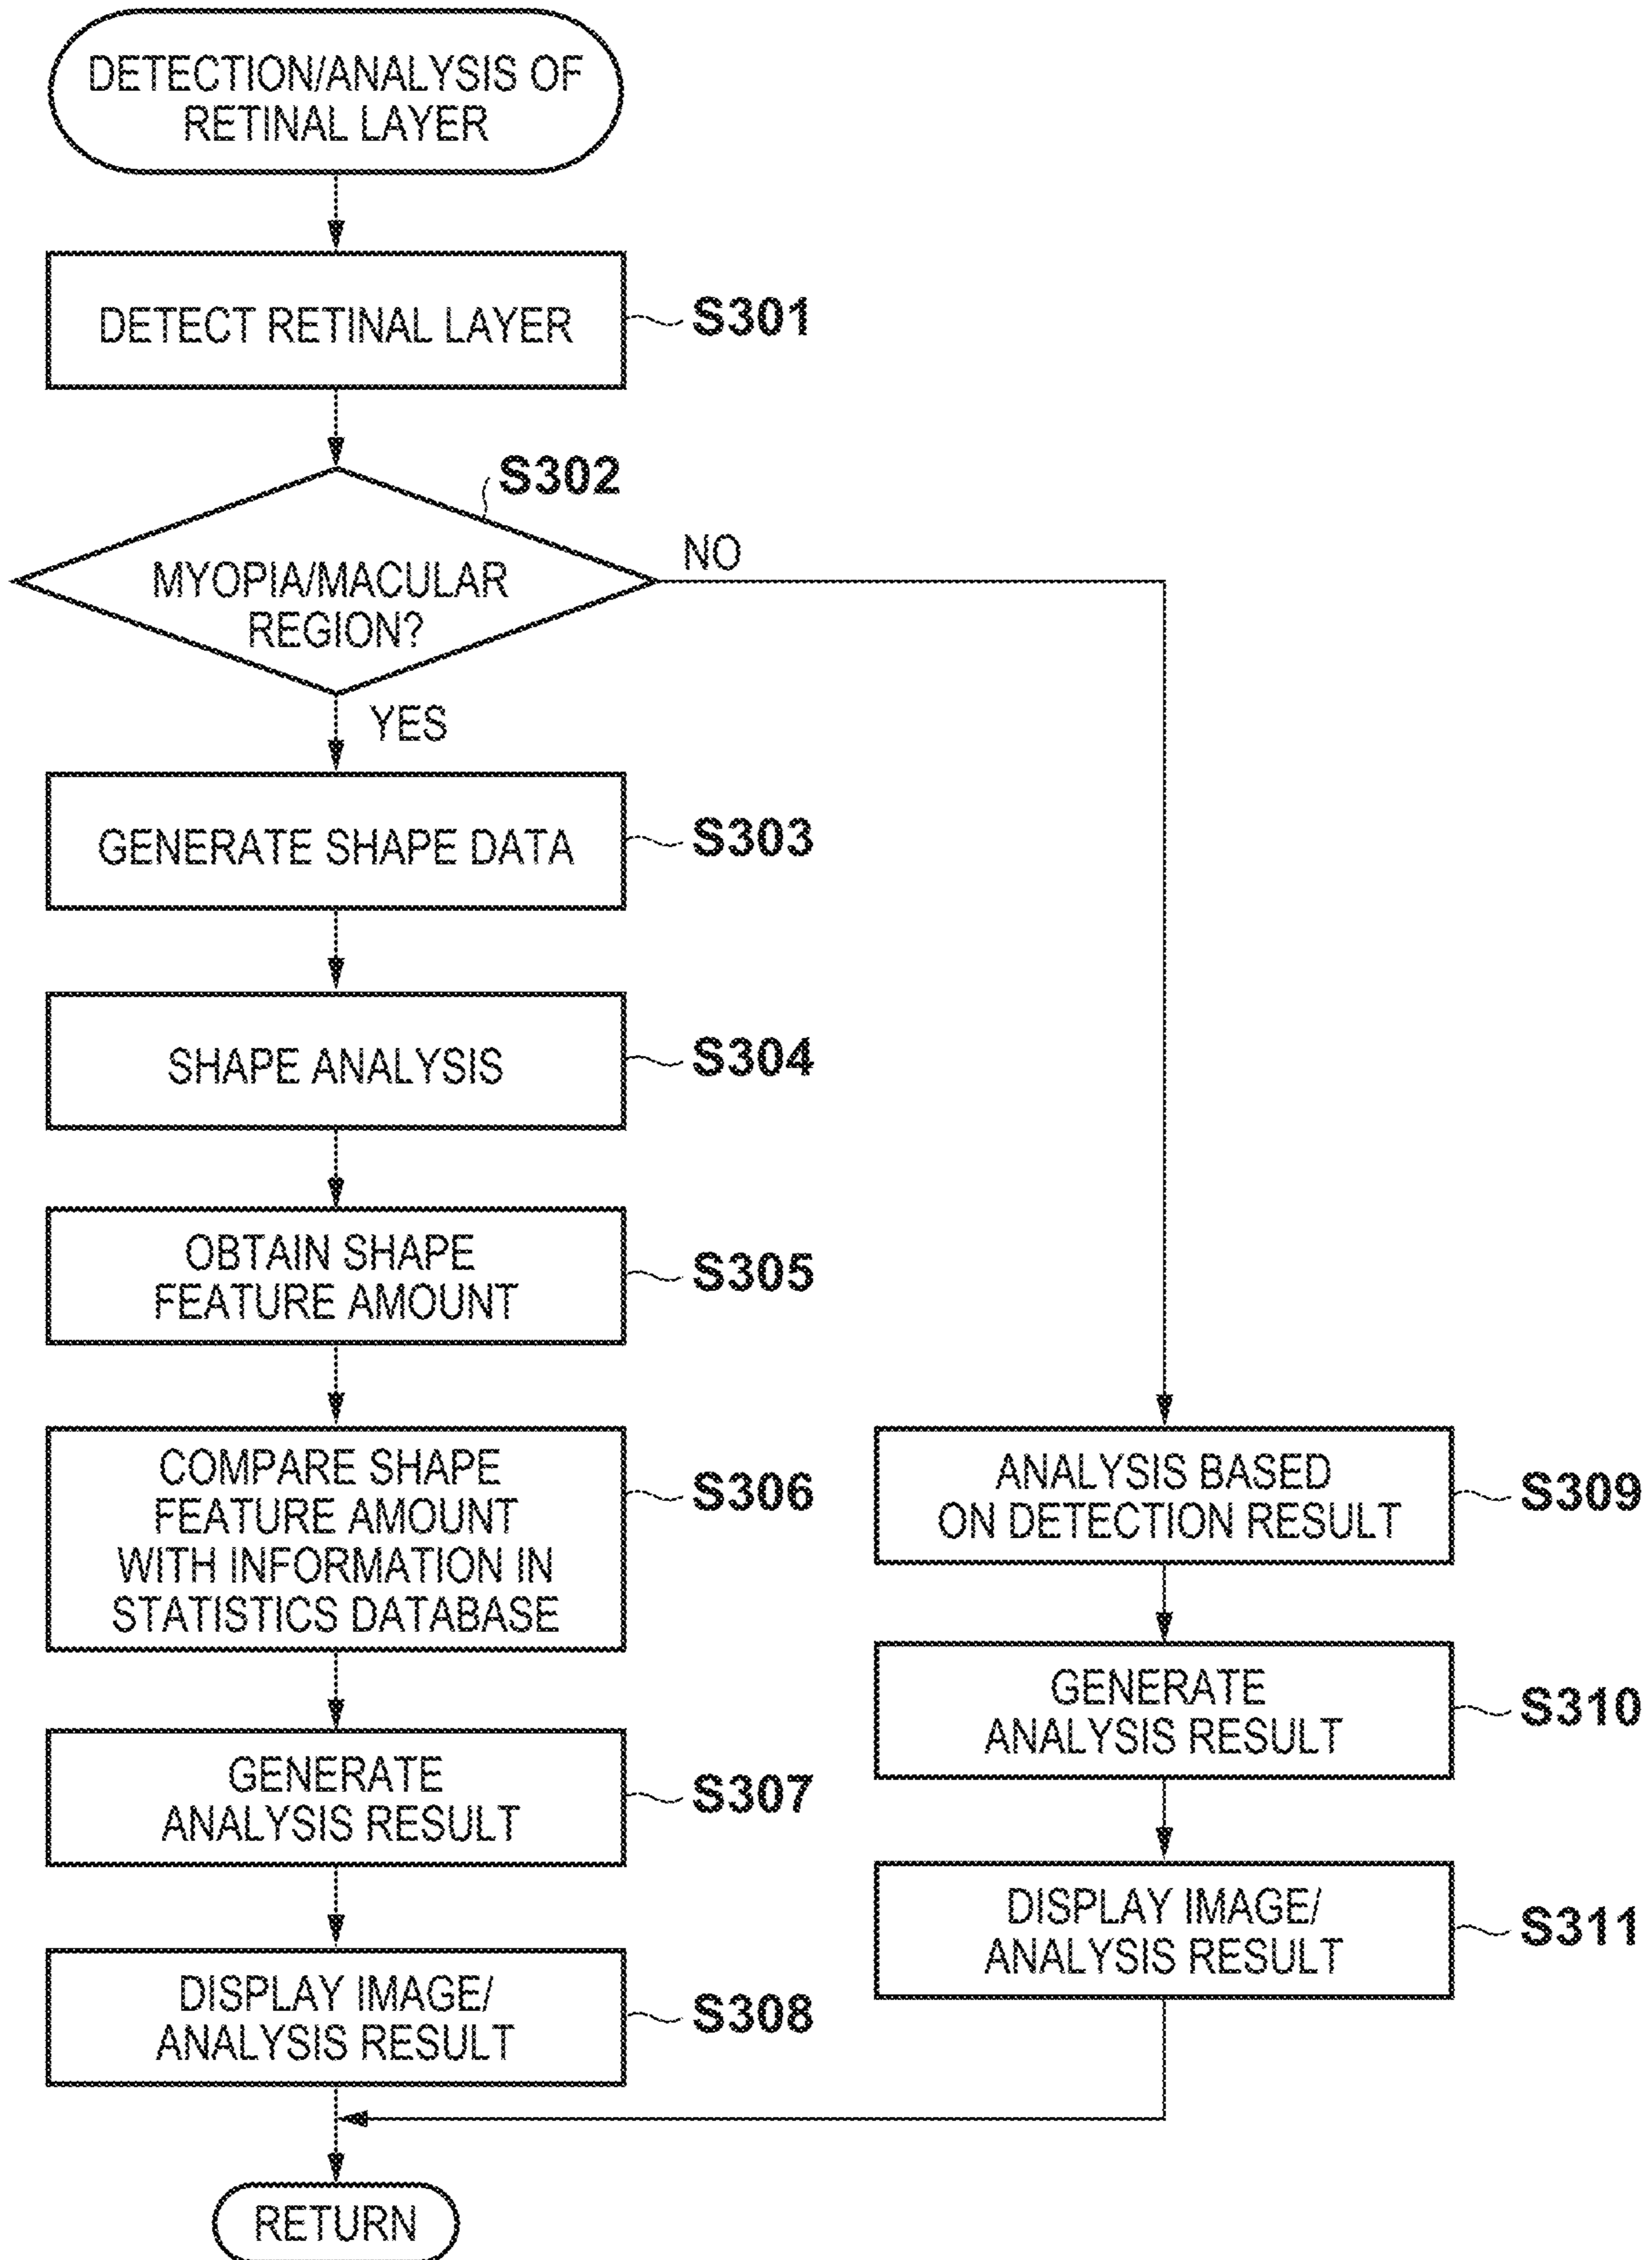 DETECTION/ANALYSIS OF
RETINAL LAYER
DETECT RETINAL LAYER
S301
S302
MYOPIA/MACULAR
REGION?
NO
YES
GENERATE SHAPE DATA
S303
SHAPE ANALYSIS
S304
OBTAIN SHAPE
FEATURE AMOUNT
S305
COMPARE SHAPE
FEATURE AMOUNT
WITH INFORMATION IN
STATISTICS DATABASE
S306
GENERATE
ANALYSIS RESULT
S307
DISPLAY IMAGE/
ANALYSIS RESULT
S308
ANALYSIS BASED
ON DETECTION RESULT
S309
GENERATE
ANALYSIS RESULT
S310
DISPLAY IMAGE/
ANALYSIS RESULT
S311
RETURN